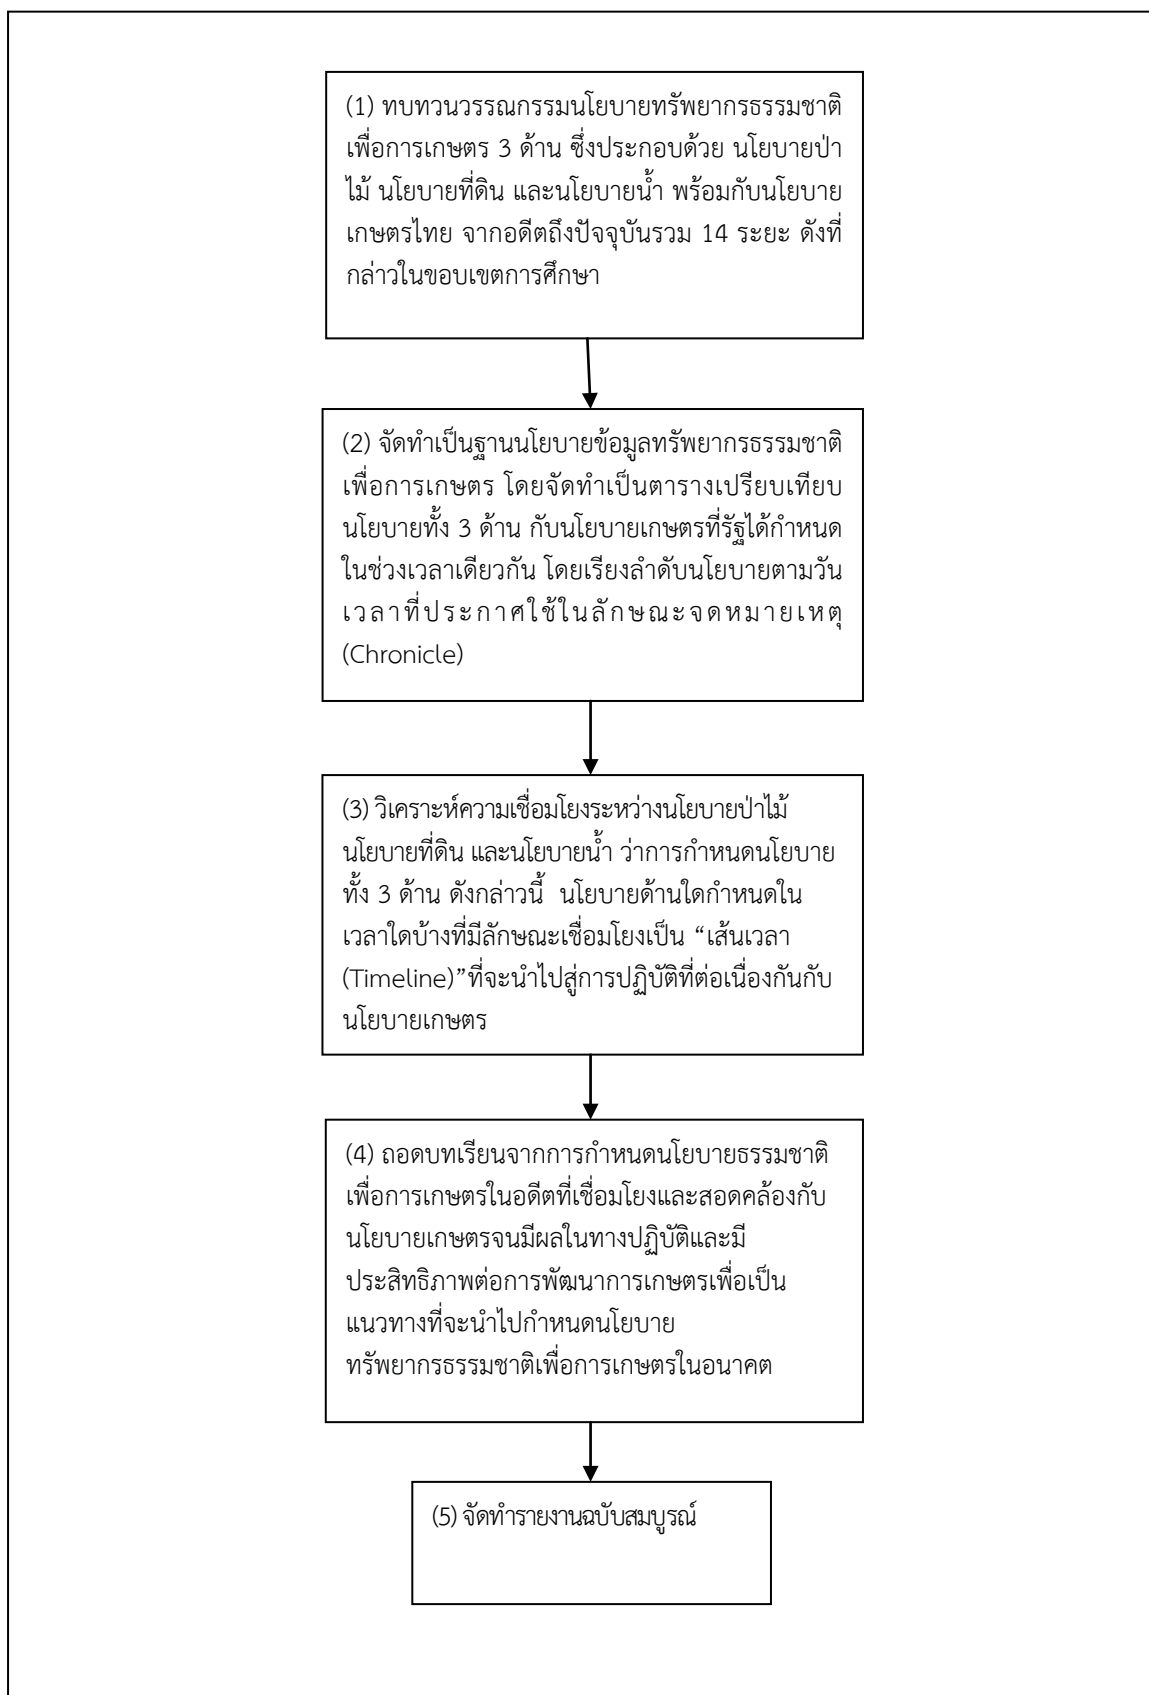 (1) ทบทวนวรรณกรรมนโยบายทรัพยากรธรรมชาติ
เพื่อการเกษตร 3 ด้าน ซึ่งประกอบด้วย นโยบายป่า
ไม้ นโยบายที่ดิน และนโยบายน้ำ พร้อมกับนโยบาย
เกษตรไทย จากอดีตถึงปัจจุบันรวม 14 ระยะ ดังที่
กล่าวในขอบเขตการศึกษา
(2) จัดทำเป็นฐานนโยบายข้อมูลทรัพยากรธรรมชาติ
เพื่อการเกษตร โดยจัดทำเป็นตารางเปรียบเทียบ
นโยบายทั้ง 3 ด้าน กับนโยบายเกษตรที่รัฐได้กำหนด
ในช่วงเวลาเดียวกัน โดยเรียงลำดับนโยบายตามวัน
เวลาที่ประกาศใช้ในลักษณะจดหมายเหตุ
(Chronicle)
(3) วิเคราะห์ความเชื่อมโยงระหว่างนโยบายป่าไม้
นโยบายที่ดิน และนโยบายน้ำ ว่าการกำหนดนโยบาย
ทั้ง 3 ด้าน ดังกล่าวนี้ นโยบายด้านใดกำหนดใน
เวลาใดบ้างที่มีลักษณะเชื่อมโยงเป็น “เส้นเวลา
(Timeline)”ที่จะนำไปสู่การปฏิบัติที่ต่อเนื่องกันกับ
นโยบายเกษตร
(4) ถอดบทเรียนจากการกำหนดนโยบายธรรมชาติ
เพื่อการเกษตรในอดีตที่เชื่อมโยงและสอดคล้องกับ
นโยบายเกษตรจนมีผลในทางปฏิบัติและมี
ประสิทธิภาพต่อการพัฒนาการเกษตรเพื่อเป็น
แนวทางที่จะนำไปกำหนดนโยบาย
ทรัพยากรธรรมชาติเพื่อการเกษตรในอนาคต
(5) จัดทำรายงานฉบับสมบูรณ์